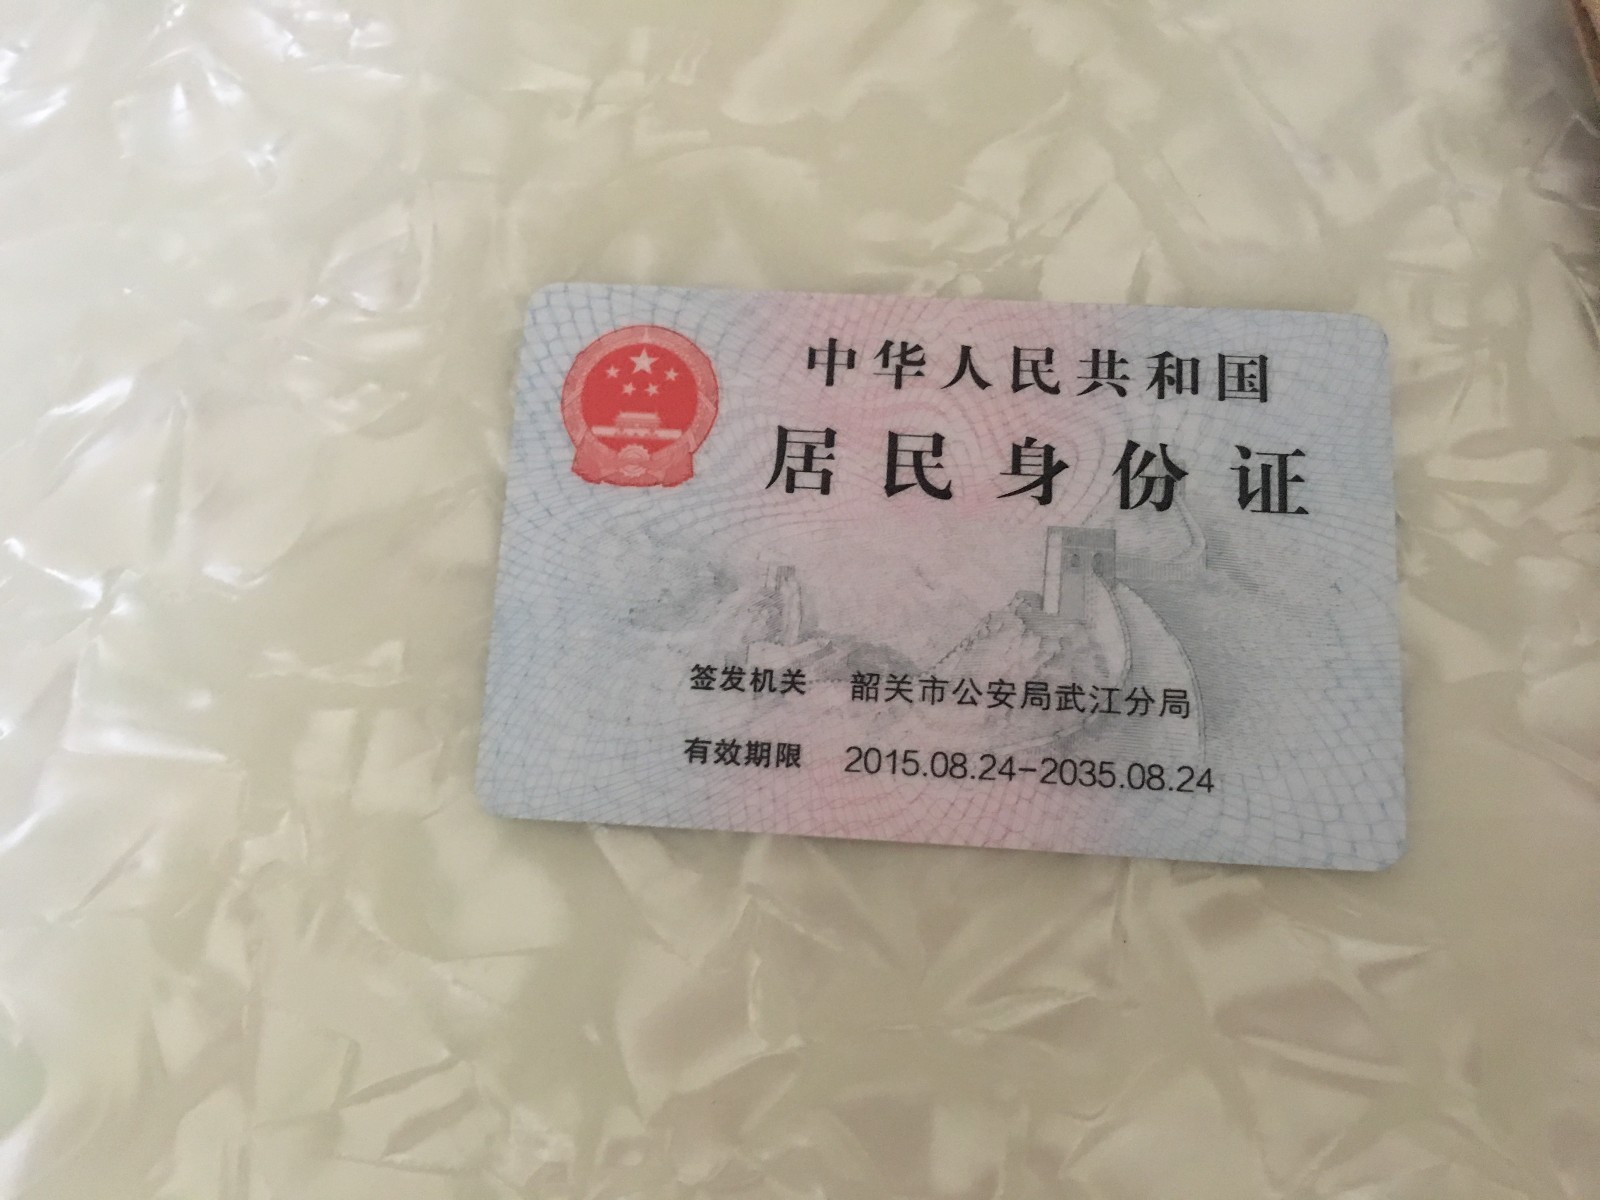 中华人民共和国
居民身份证
签发机关 韶关市公安局武江分局
有效期限 2015.08.24-2035.08.24